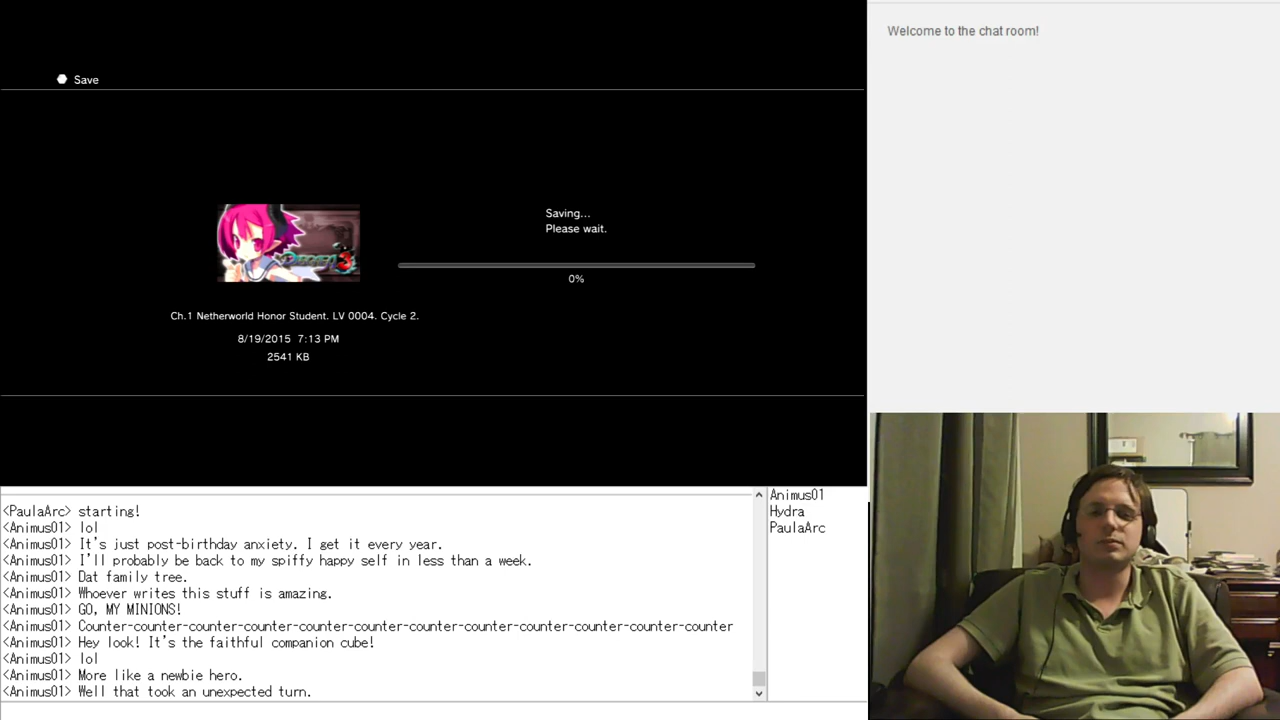 Welcome to the chat room!
Save
Saving...
Please wait.
0%
Ch.1 Netherworld Honor Student. LV 0004. Cycle 2.
8/19/2015 7:13 PM
2541 KB
<PaulaArc> starting!
<Animus01> lol
<Animus01> It's just post-birthday anxiety. I get it every year.
<Animus01> I'll probably be back to my spiffy happy self in less than a week.
<Animus01> Dat family tree.
<Animus01> Whoever writes this stuff is amazing.
<Animus01> GO, MY MINIONS!
<Animus01> Counter-counter-counter-counter-counter-counter-counter-counter-counter-counter-counter-counter
<Animus01> Hey look! It's the faithful companion cube!
<Animus01> lol
<Animus01> More like a newbie hero.
<Animus01> Well that took an unexpected turn.
Animus01
Hydra
PaulaArc